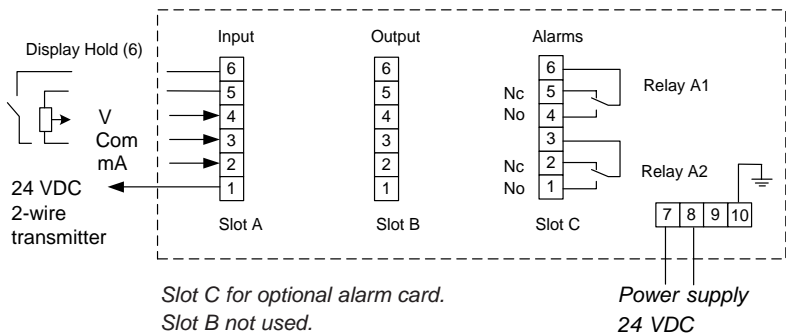 Input
Output
Alarms
Display Hold (6)
6
5
4
3
2
1
V
Com
mA
24 VDC
2-wire
transmitter
Slot A
6
5
4
3
2
1
Slot B
6
5
4
3
2
1
Nc
No
Nc
No
Relay A1
Relay A2
Slot C
7 8 9 10
Slot C for optional alarm card.
Slot B not used.
Power supply
24 VDC